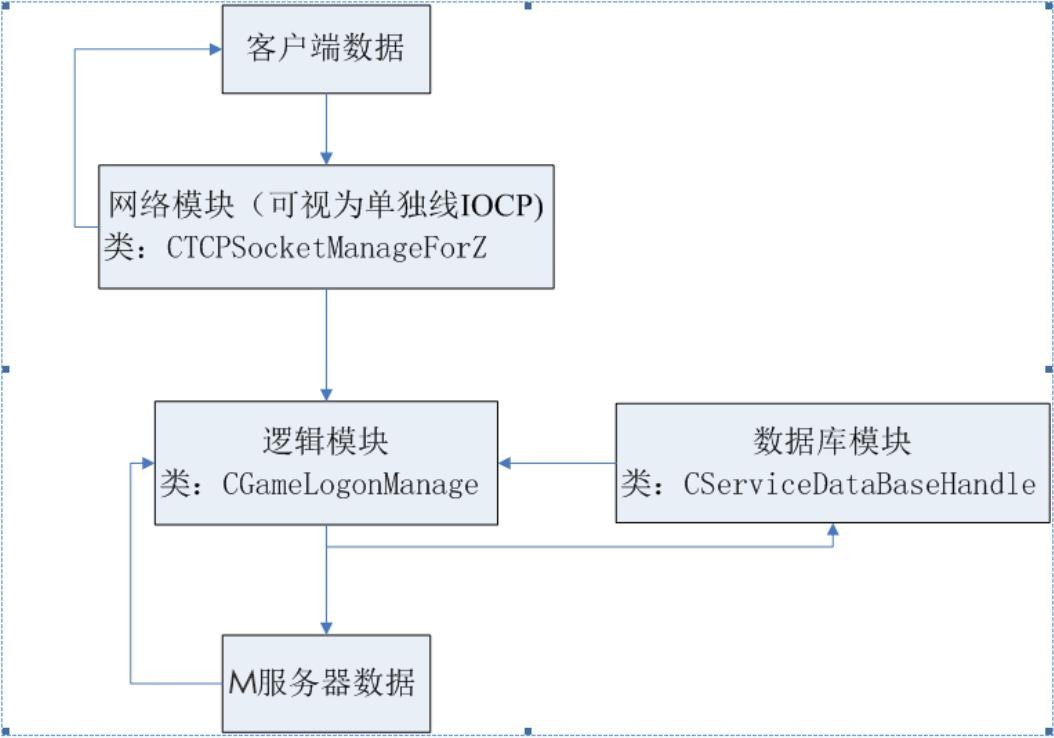 客户端数据
网络模块（可视为单独线IOCP)
类：CTCPSocketManageForZ
逻辑模块
类：CGameLogonManage
数据库模块
类：CServiceDataBaseHandle
M服务器数据